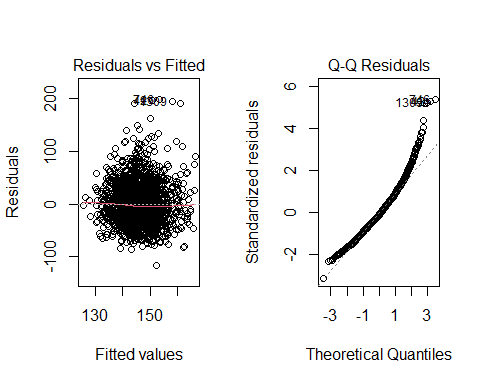 Residuals vs Fitted
Residuals
200
100
0
-100
130
150
Fitted values
Q-Q Residuals
Standardized residuals
6
4
2
0
-2
-3
-1
1
3
Theoretical Quantiles